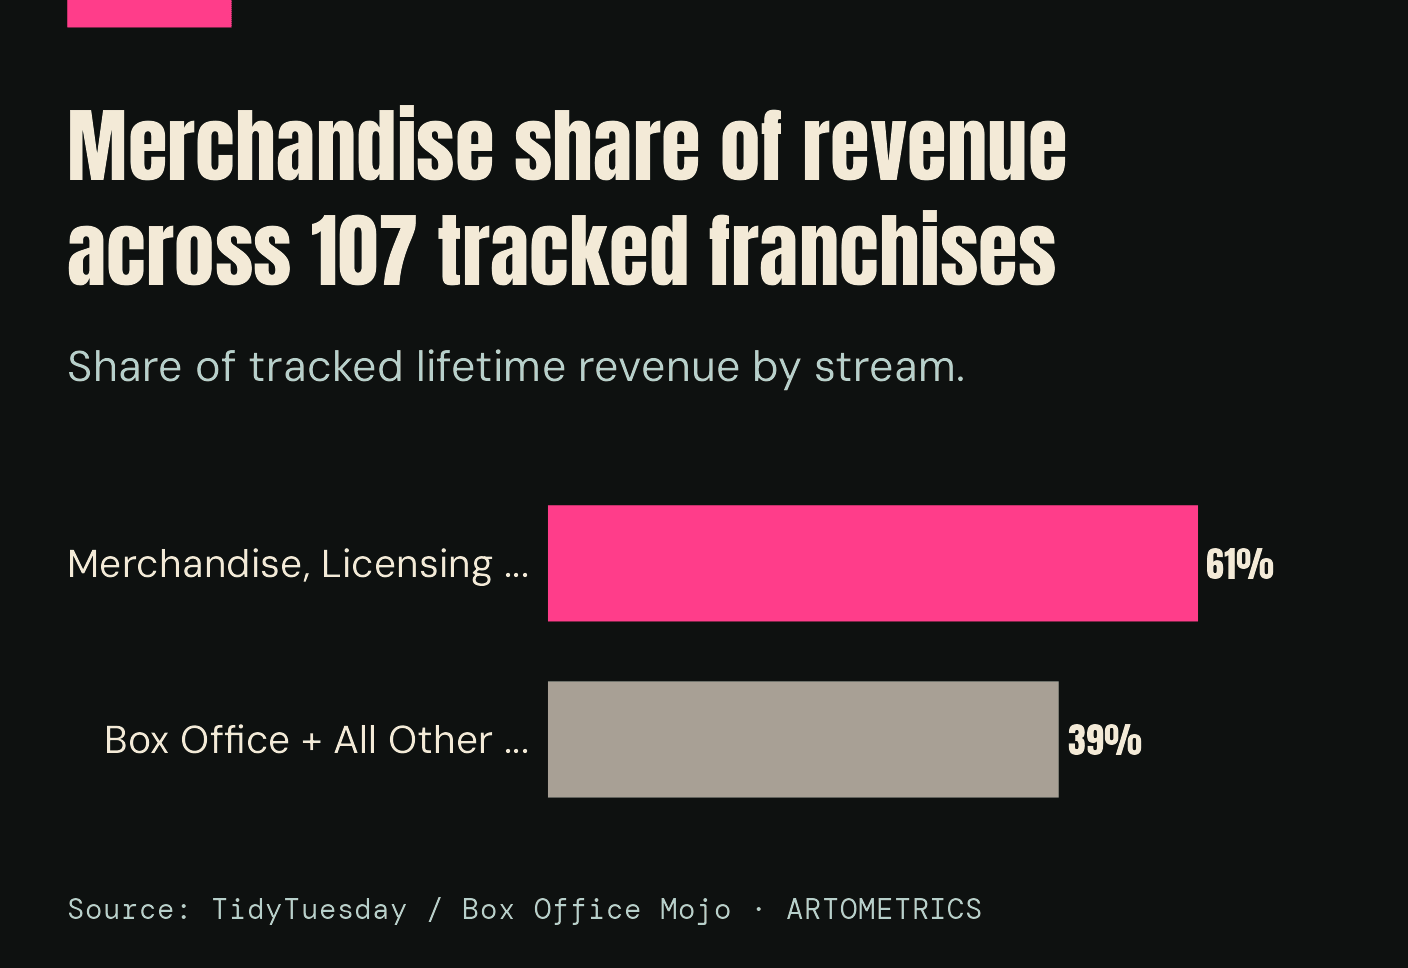 Merchandise share of revenue
across 107 tracked franchises
Share of tracked lifetime revenue by stream.
Merchandise, Licensing ... 61%
Box Office + All Other ... 39%
Source: TidyTuesday / Box Office Mojo · ARTOMETRICS